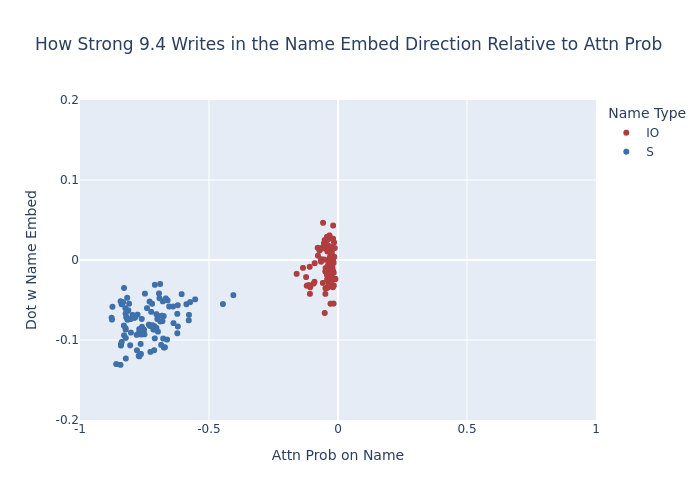 How Strong 9.4 Writes in the Name Embed Direction Relative to Attn Prob
0.2
0.1
0
-0.1
-0.2
-1
-0.5
0
0.5
1
Attn Prob on Name
Dot w Name Embed
Name Type
IO
S